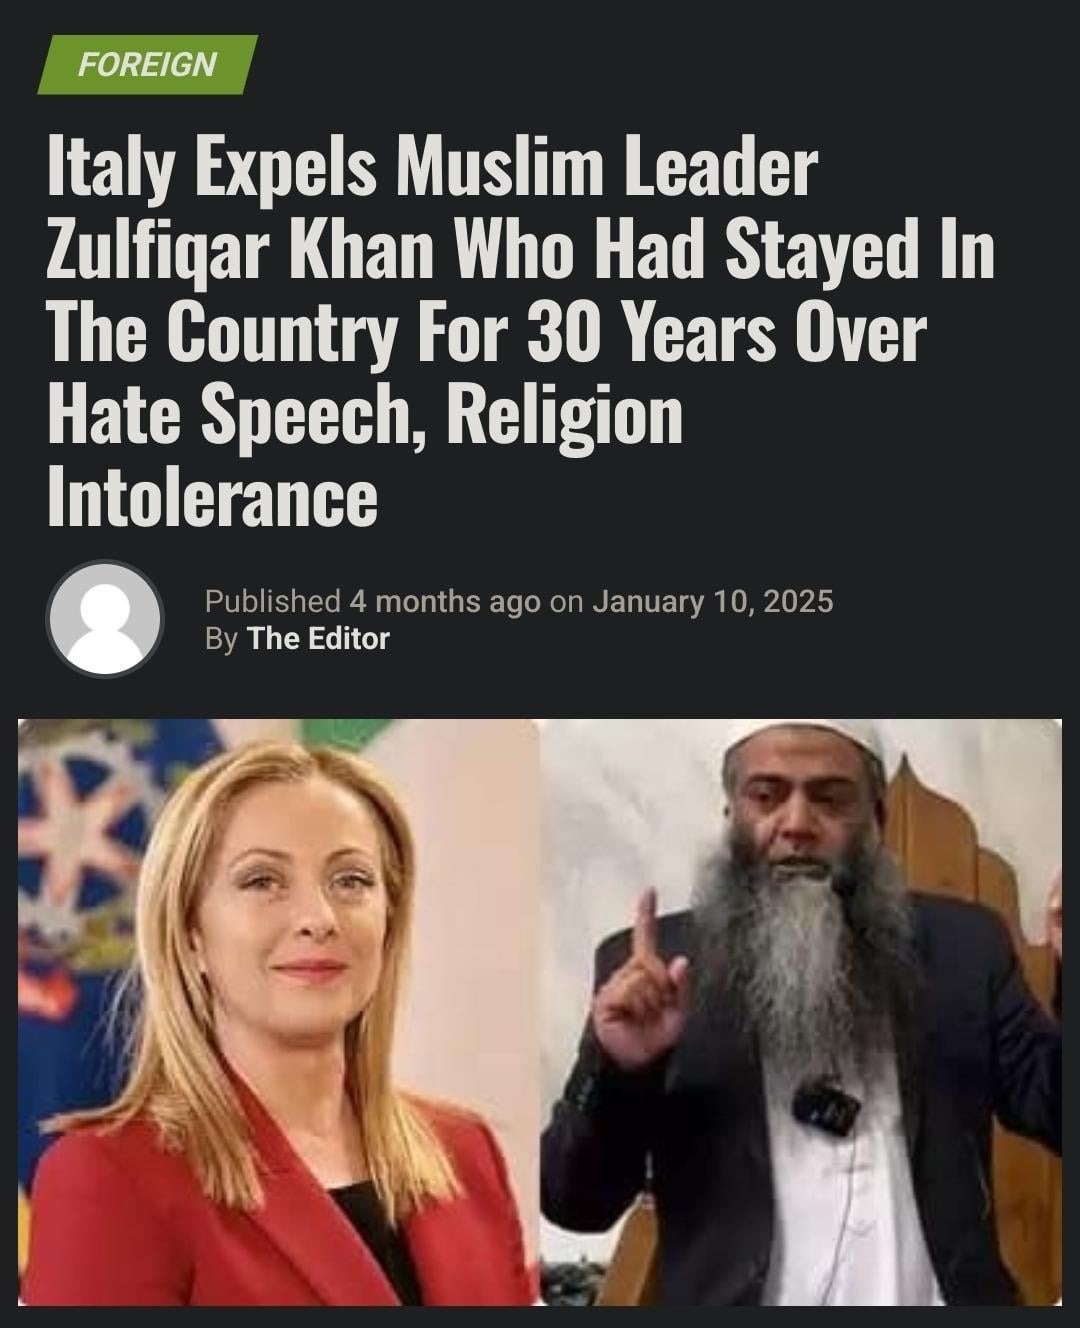 FOREIGN
Italy Expels Muslim Leader
Zulfiqar Khan Who Had Stayed In
The Country For 30 Years Over
Hate Speech, Religion
Intolerance
Published 4 months ago on January 10, 2025
By The Editor